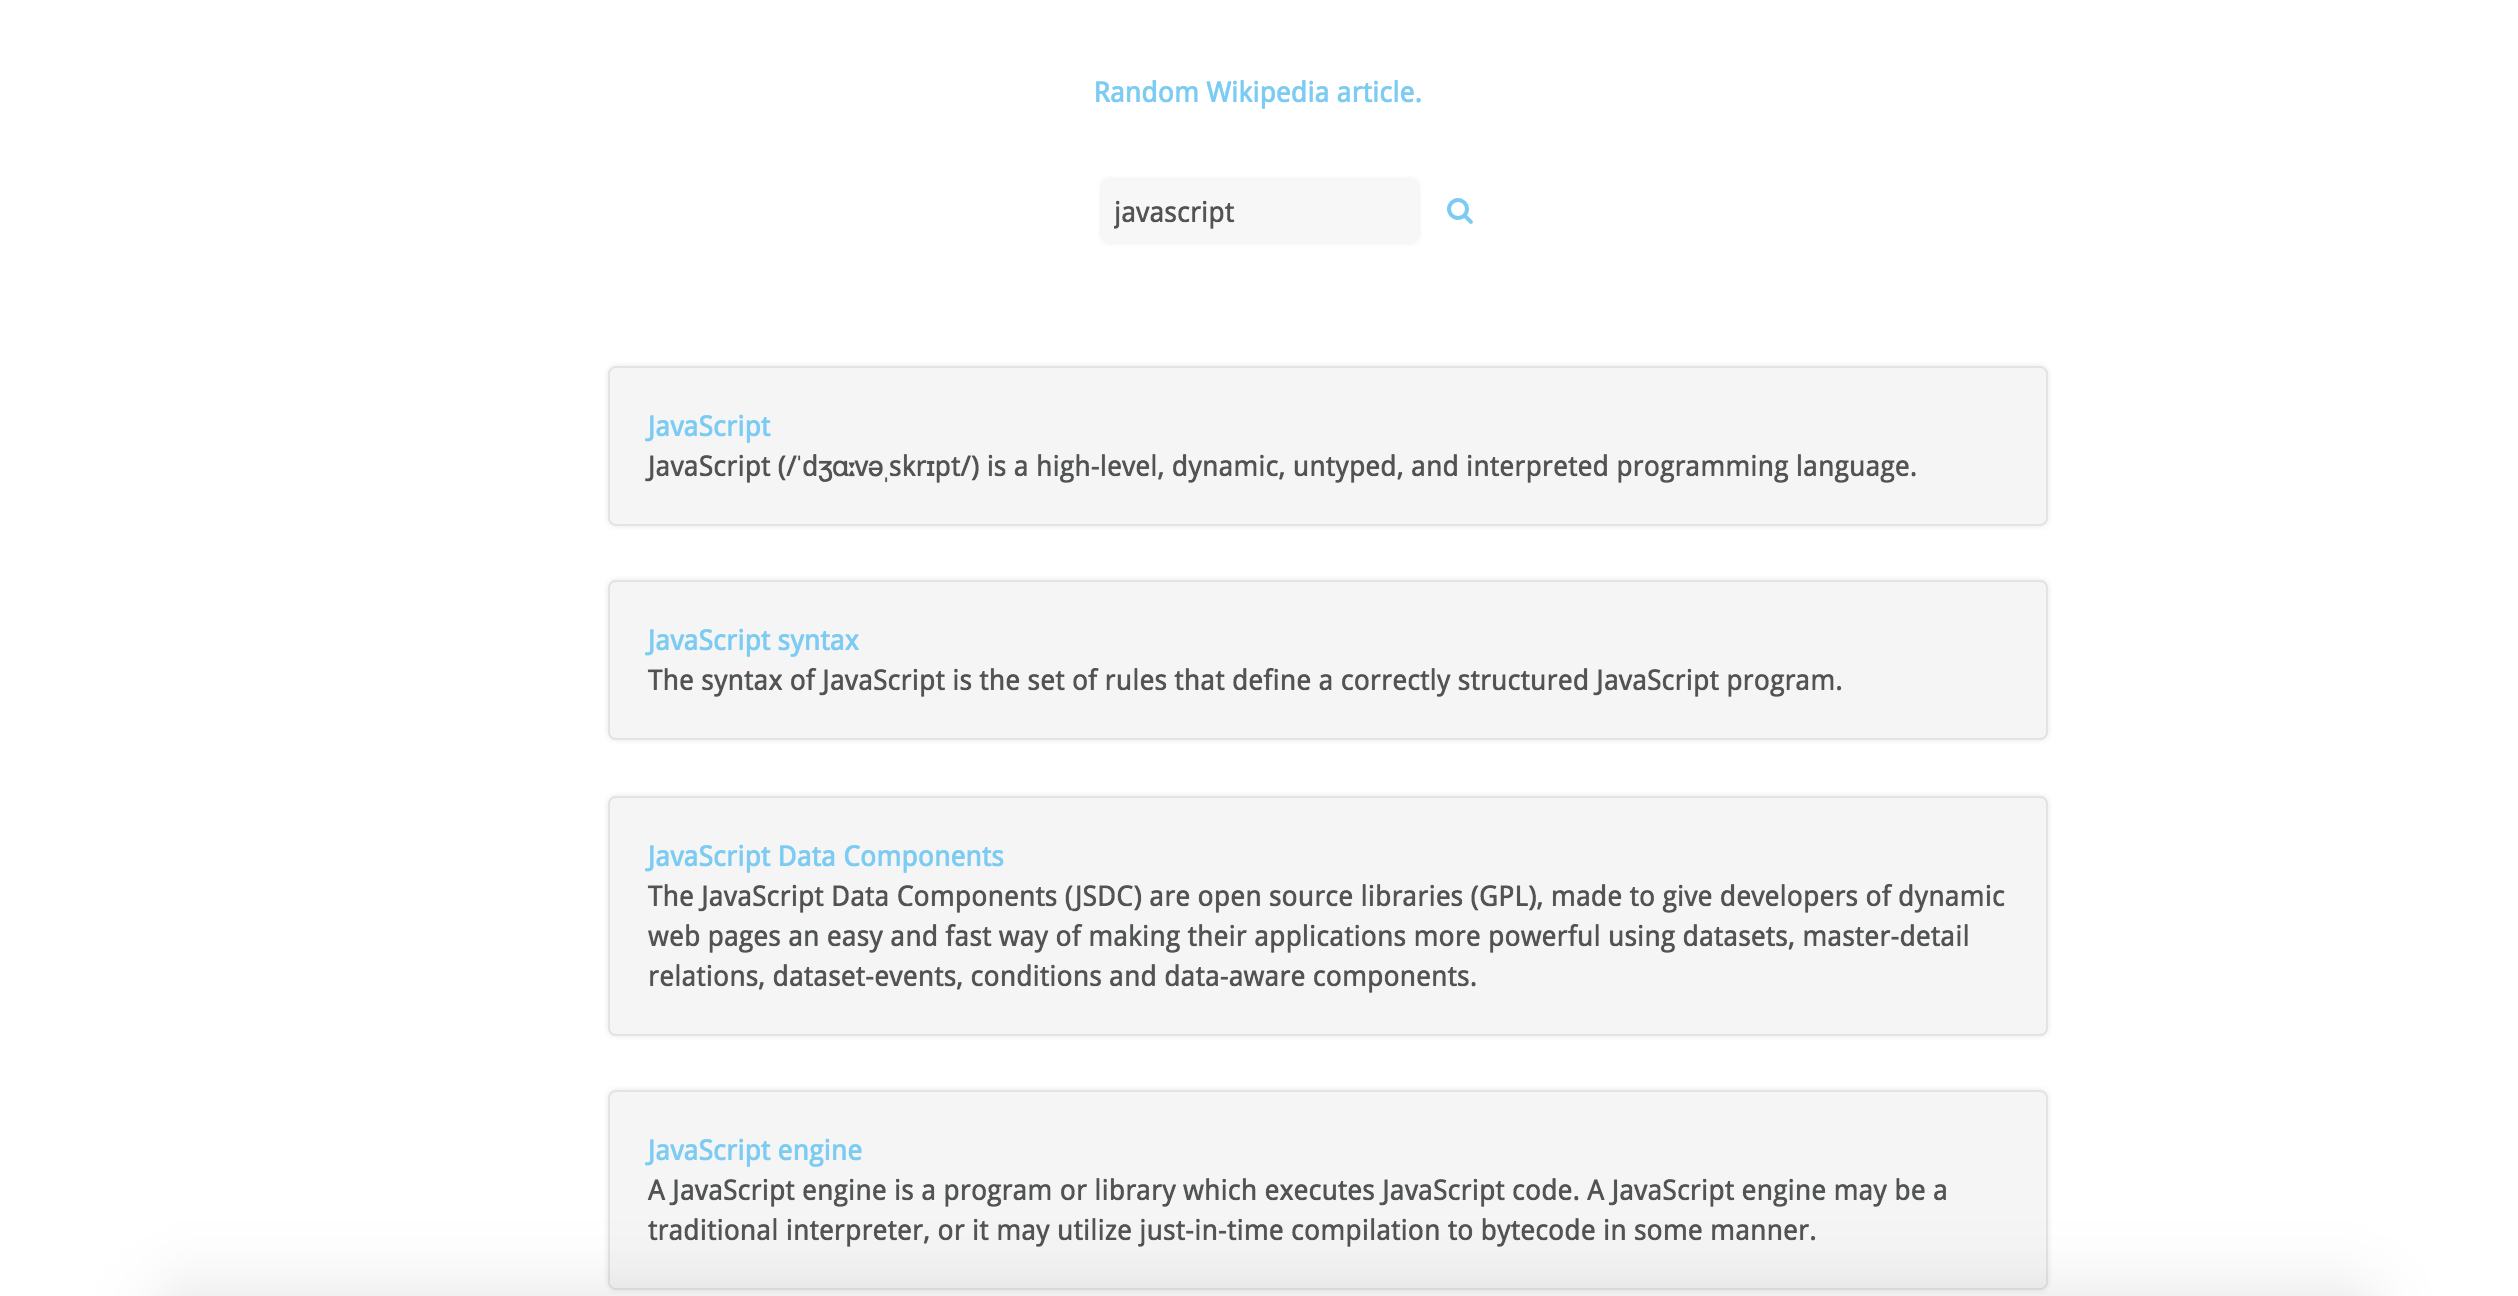 Random Wikipedia article.
javascript
JavaScript
JavaScript (/ˈdʒɑːvəˌskrɪpt/) is a high-level, dynamic, untyped, and interpreted programming language.
JavaScript syntax
The syntax of JavaScript is the set of rules that define a correctly structured JavaScript program.
JavaScript Data Components
The JavaScript Data Components (JSDC) are open source libraries (GPL), made to give developers of dynamic
web pages an easy and fast way of making their applications more powerful using datasets, master-detail
relations, dataset-events, conditions and data-aware components.
JavaScript engine
A JavaScript engine is a program or library which executes JavaScript code. A JavaScript engine may be a
traditional interpreter, or it may utilize just-in-time compilation to bytecode in some manner.